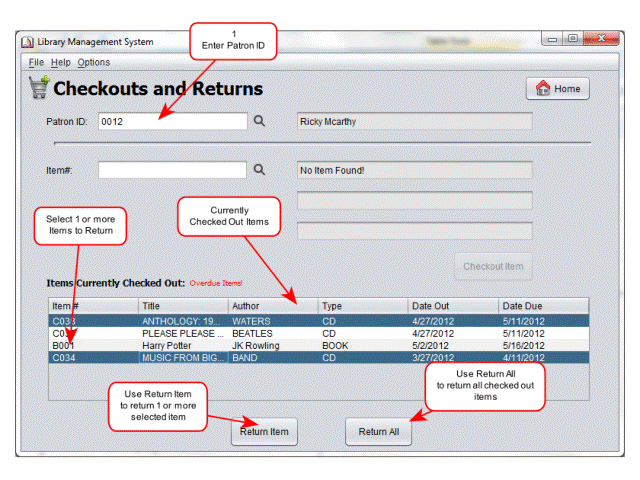 Library Management System
1
Enter Patron ID
File Help Options
Checkouts and Returns
Home
Patron ID: 0012 Ricky Mcarthy
Item#: No Item Found!
Select 1 or more
Items to Return
Currently
Checked Out Items
Checkout Item
Items Currently Checked Out: Overdue Items!
Item # Title Author Type Date Out Date Due
ANTHOLOGY: 19... WATERS CD 4/27/2012 5/11/2012
PLEASE PLEASE ... BEATLES CD 4/27/2012 5/11/2012
B001 Harry Potter JK Rowling BOOK 5/2/2012 5/16/2012
C034 MUSIC FROM BIG... BAND CD 3/27/2012 4/11/2012
Use Return Item
to return 1 or more
selected item
Use Return All
to return all checked out
items
Return Item Return All